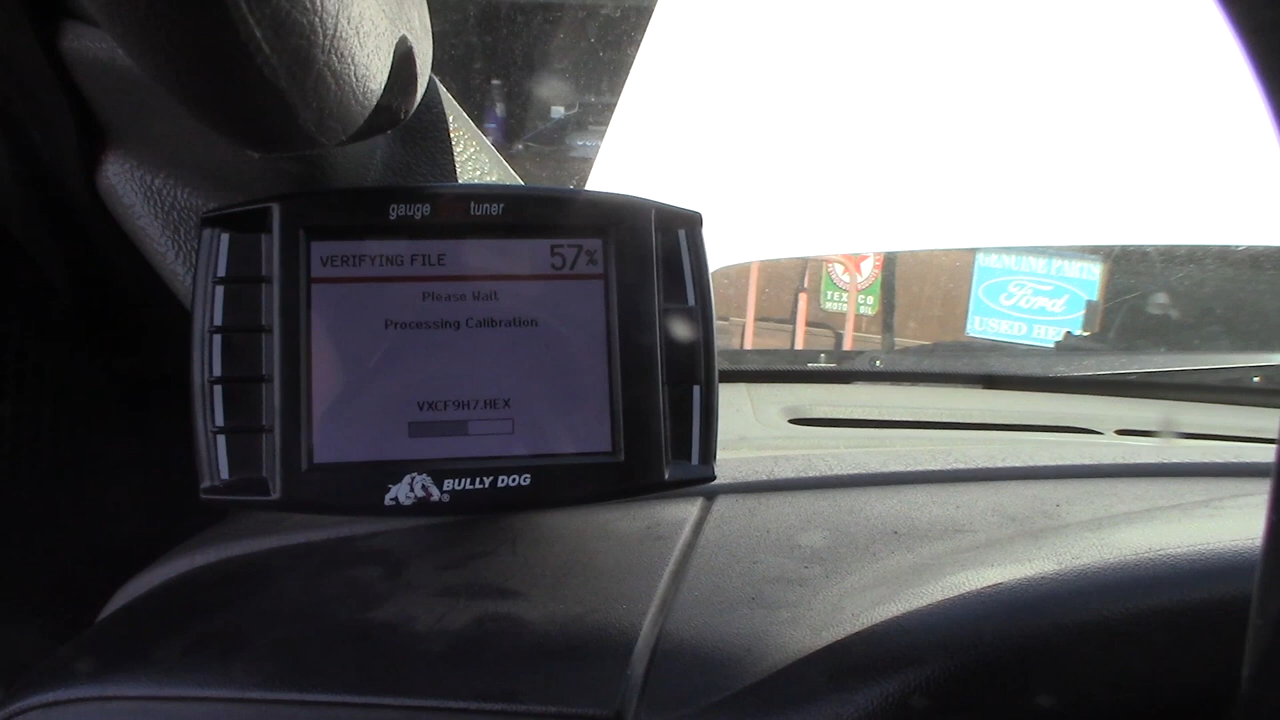 gauge tuner
VERIFYING FILE 57%
Please Wait
Processing Calibration
VXCF9H7.HEX
BULLY DOG®
TEXACO
MOTOR OIL
GENUINE PARTS
Ford
USED HE